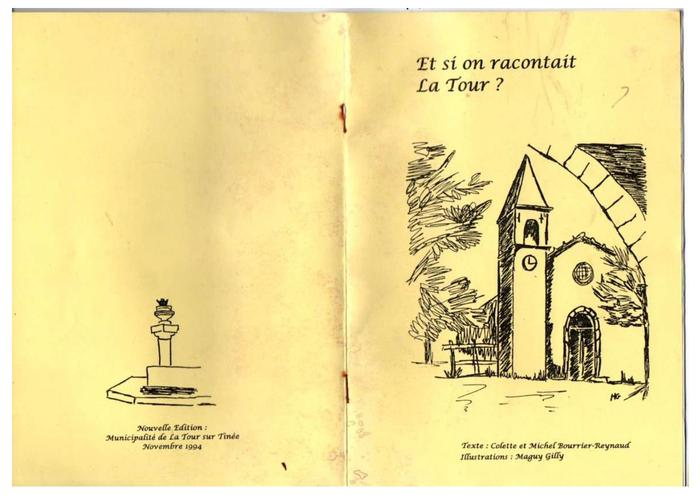 Et si on racontait
La Tour ?
MG
Texte : Colette et Michel Bourrier-Reynaud
Illustrations : Maguy Gilly
Nouvelle Edition :
Municipalité de La Tour sur Tinée
Novembre 1994